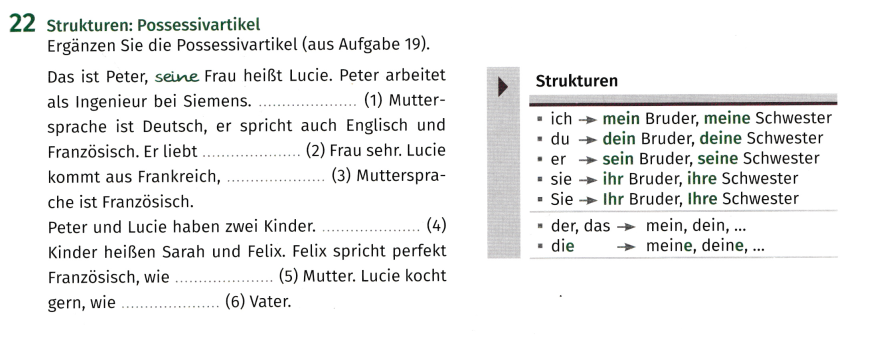 22 Strukturen: Possessivartikel
Ergänzen Sie die Possessivartikel (aus Aufgabe 19).
Das ist Peter, seine Frau heißt Lucie. Peter arbeitet
als Ingenieur bei Siemens. .................... (1) Mutter-
sprache ist Deutsch, er spricht auch Englisch und
Französisch. Er liebt .................... (2) Frau sehr. Lucie
kommt aus Frankreich, .................... (3) Mutterspra-
che ist Französisch.
Peter und Lucie haben zwei Kinder. .................... (4)
Kinder heißen Sarah und Felix. Felix spricht perfekt
Französisch, wie .................... (5) Mutter. Lucie kocht
gern, wie .................... (6) Vater.
Strukturen
▪ ich → mein Bruder, meine Schwester
▪ du → dein Bruder, deine Schwester
▪ er → sein Bruder, seine Schwester
▪ sie → ihr Bruder, ihre Schwester
▪ Sie → Ihr Bruder, Ihre Schwester
▪ der, das → mein, dein, ...
▪ die → meine, deine, ...